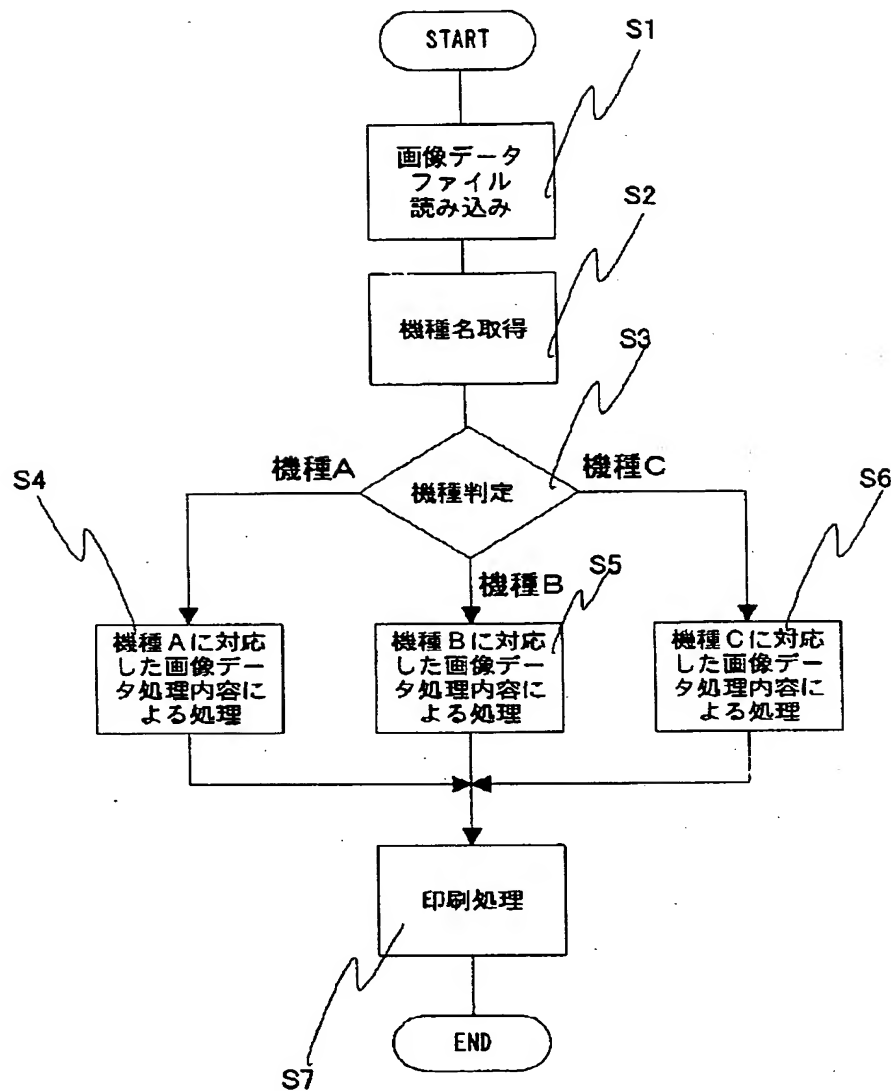 START
S1
画像データ
ファイル
読み込み
S2
機種名取得
S3
機種判定
機種A
機種C
機種B
S4
機種Aに対応
した画像デー
タ処理内容に
よる処理
S5
機種Bに対応
した画像デー
タ処理内容に
よる処理
S6
機種Cに対応
した画像デー
タ処理内容に
よる処理
印刷処理
S7
END